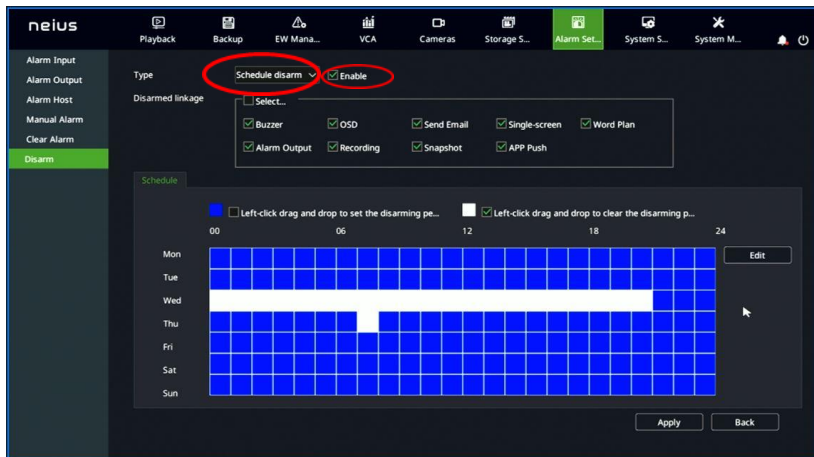 neius
Playback Backup EW Mana... VCA Cameras Storage S... Alarm Set... System S... System M...
Alarm Input
Alarm Output
Alarm Host
Manual Alarm
Clear Alarm
Disarm
Type Schedule disarm Enable
Disarmed linkage Select...
Buzzer OSD Send Email Single-screen Word Plan
Alarm Output Recording Snapshot APP Push
Schedule
Left-click drag and drop to set the disarming pe... Left-click drag and drop to clear the disarming p...
00 06 12 18 24
Mon Edit
Tue
Wed
Thu
Fri
Sat
Sun
Apply Back